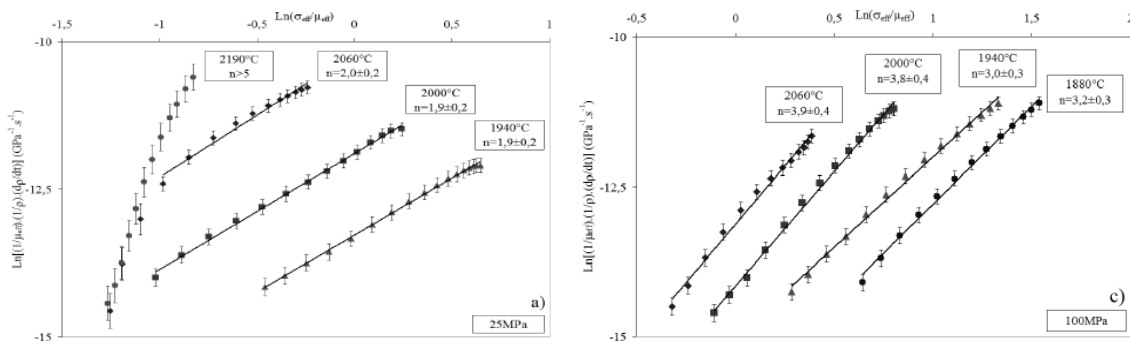 Ln(σeff/μeff)
-1,5
-1
-0,5
0
0,5
1
-10
-12,5
-15
Ln[(1/μeff).(1/ρ).(dρ/dt)] (GPa-1.s-1)
2190°C
n>5
2060°C
n=2,0±0,2
2000°C
n=1,9±0,2
1940°C
n=1,9±0,2
a)
25MPa
Ln(σeff/μeff)
-0,5
0
0,5
1
1,5
2
-10
-12,5
-15
Ln[(1/μeff).(1/ρ).(dρ/dt)] (GPa-1.s-1)
2060°C
n=3,9±0,4
2000°C
n=3,8±0,4
1940°C
n=3,0±0,3
1880°C
n=3,2±0,3
c)
100MPa